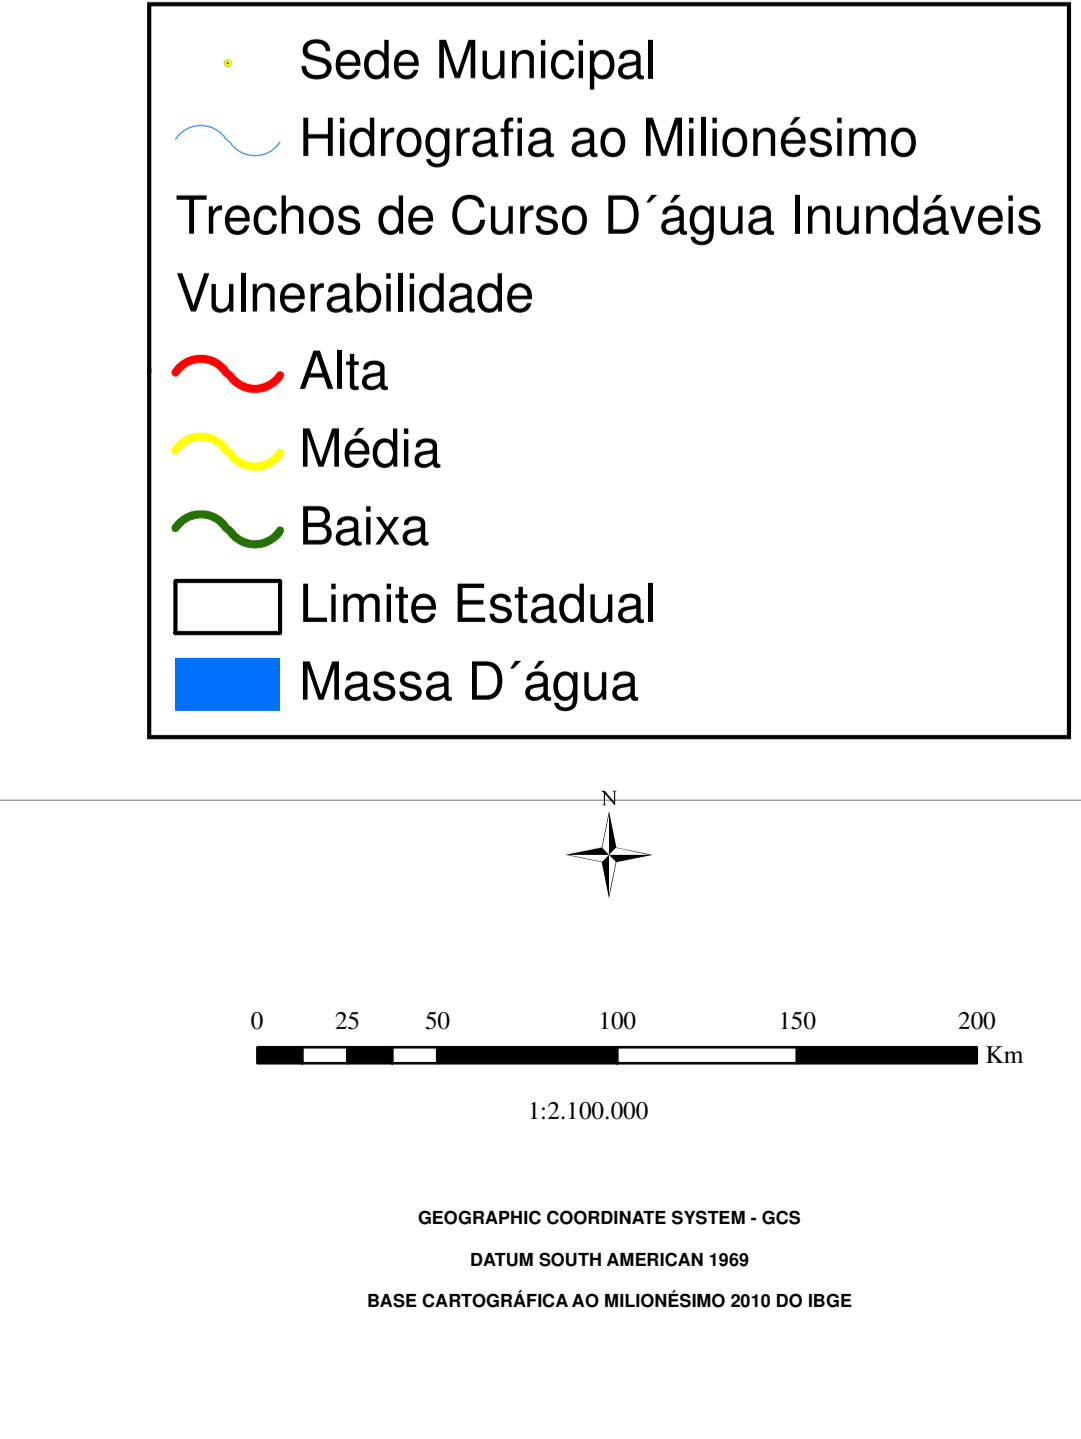 Sede Municipal
Hidrografia ao Milionésimo
Trechos de Curso D´água Inundáveis
Vulnerabilidade
Alta
Média
Baixa
Limite Estadual
Massa D´água
N
0 25 50 100 150 200
Km
1:2.100.000
GEOGRAPHIC COORDINATE SYSTEM - GCS
DATUM SOUTH AMERICAN 1969
BASE CARTOGRÁFICA AO MILIONÉSIMO 2010 DO IBGE